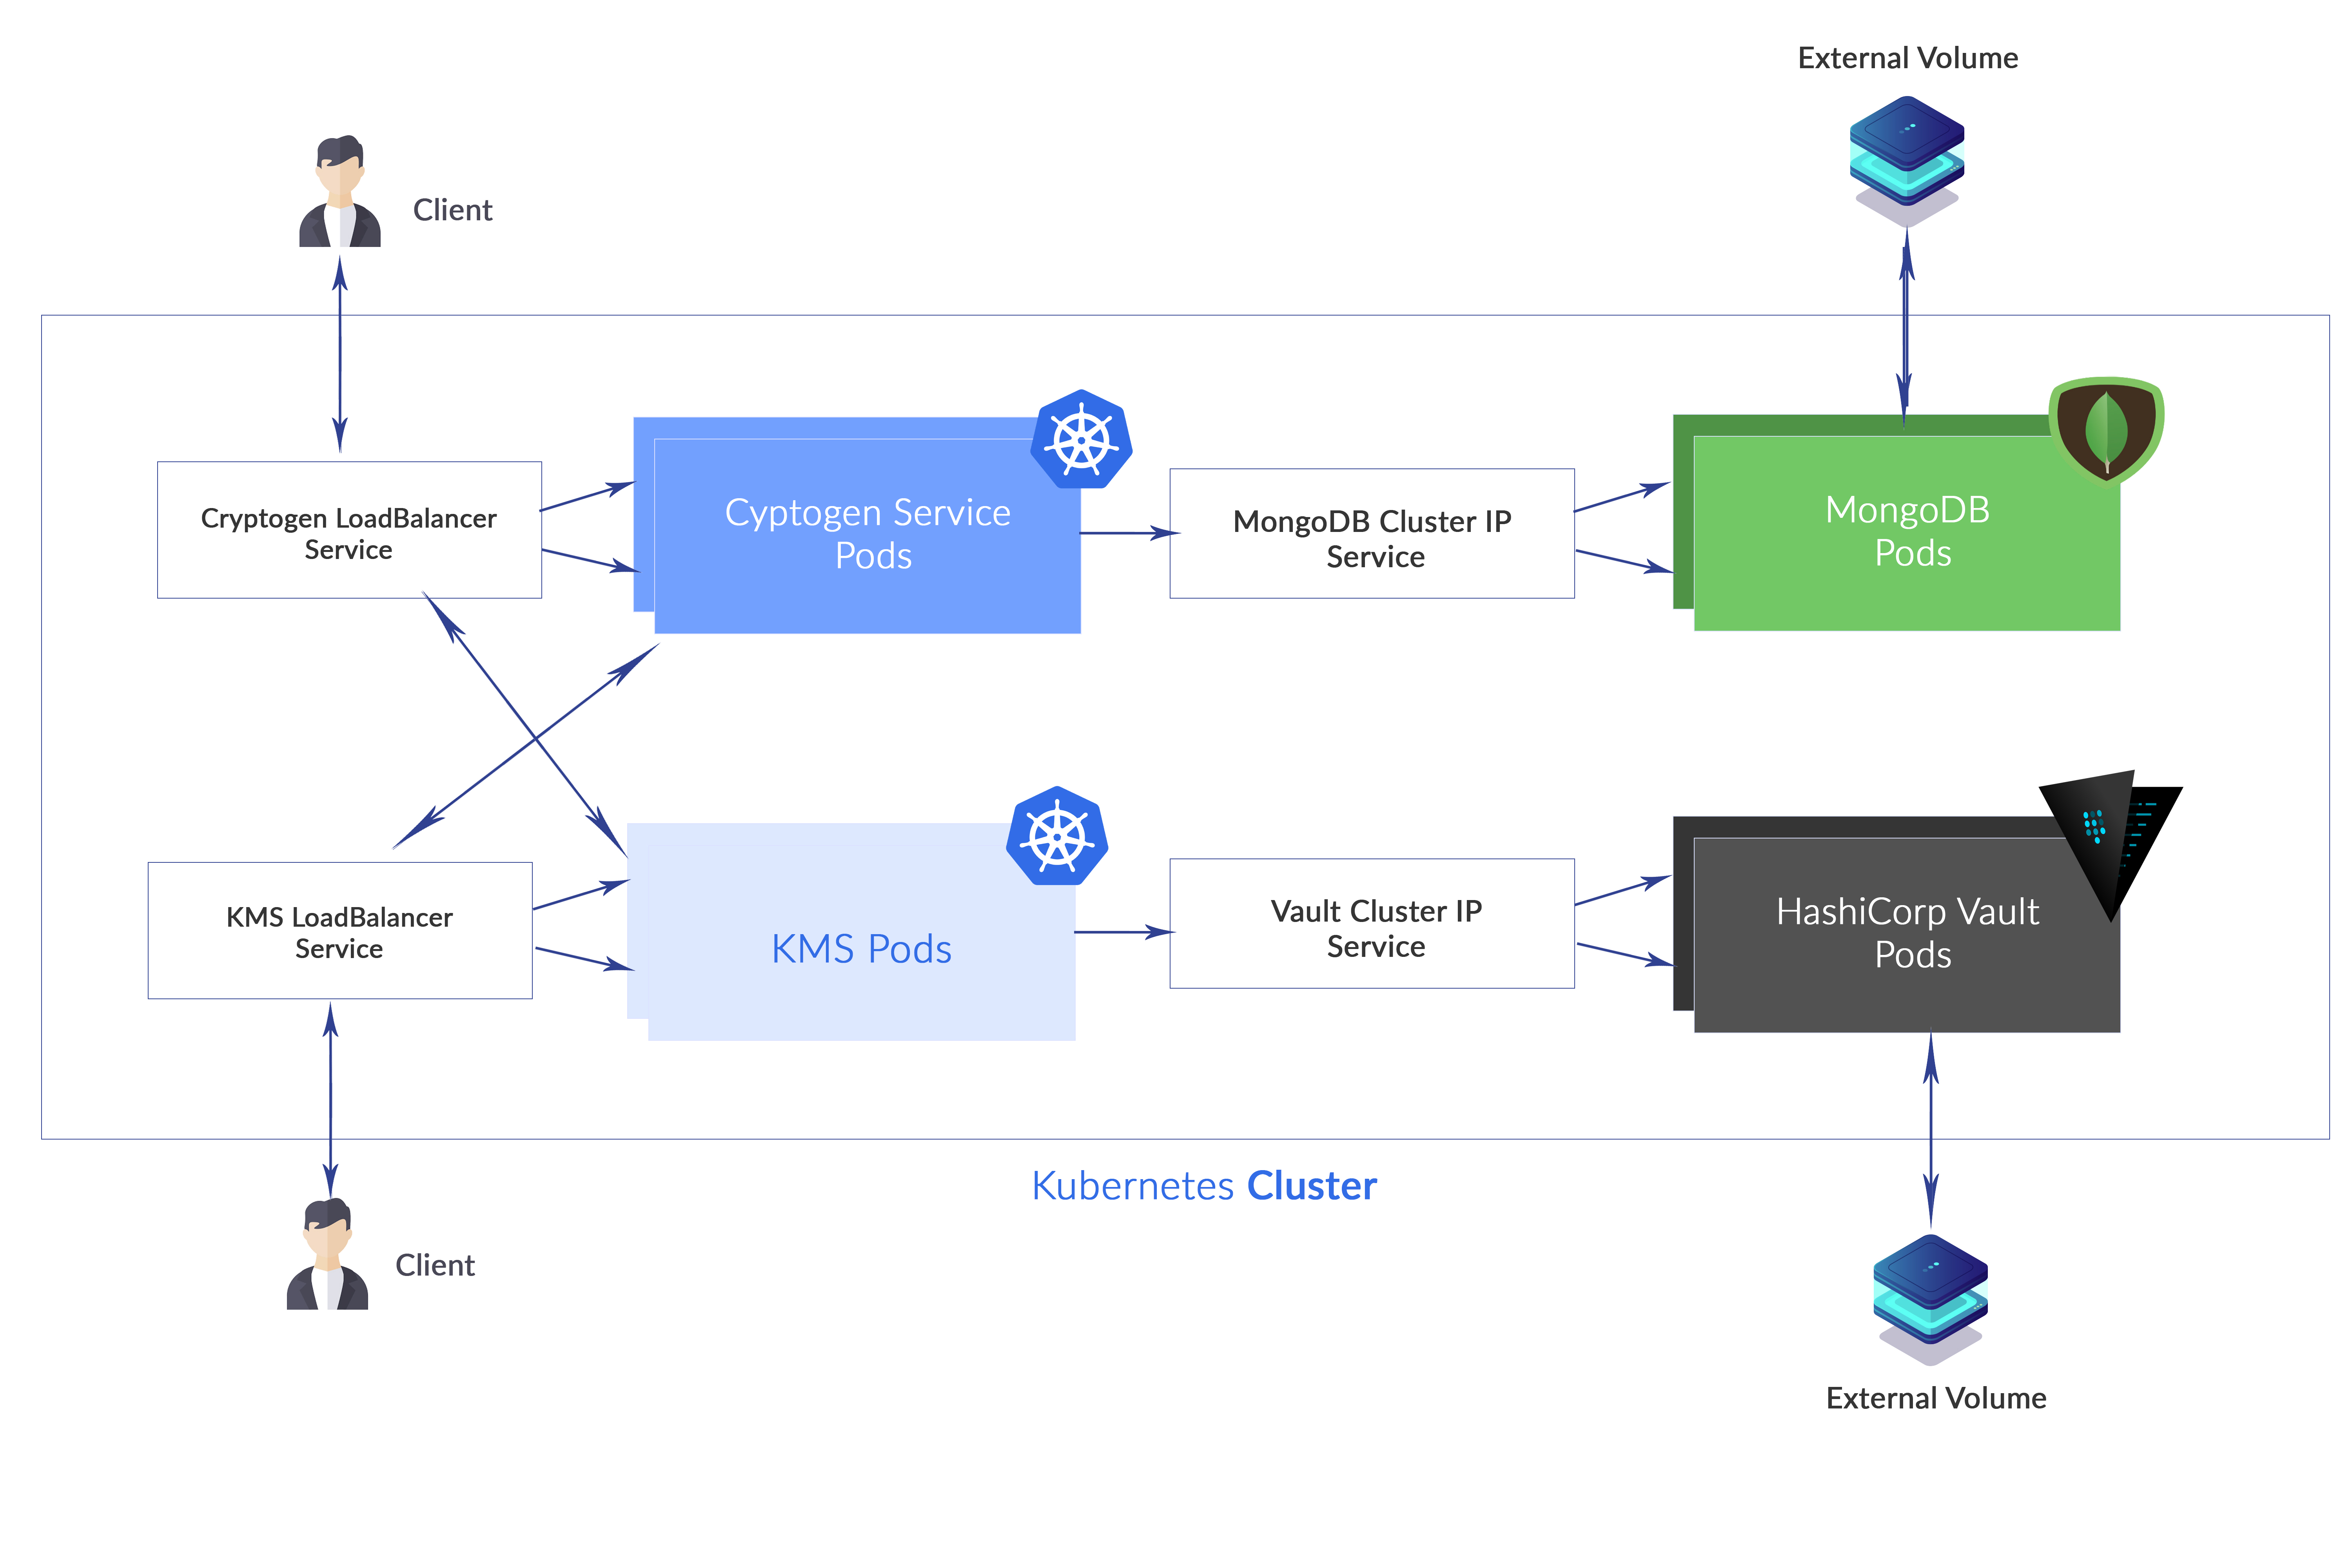 External Volume
Client
Cryptogen LoadBalancer
Service
Cyptogen Service
Pods
MongoDB Cluster IP
Service
MongoDB
Pods
KMS LoadBalancer
Service
KMS Pods
Vault Cluster IP
Service
HashiCorp Vault
Pods
Kubernetes Cluster
Client
External Volume